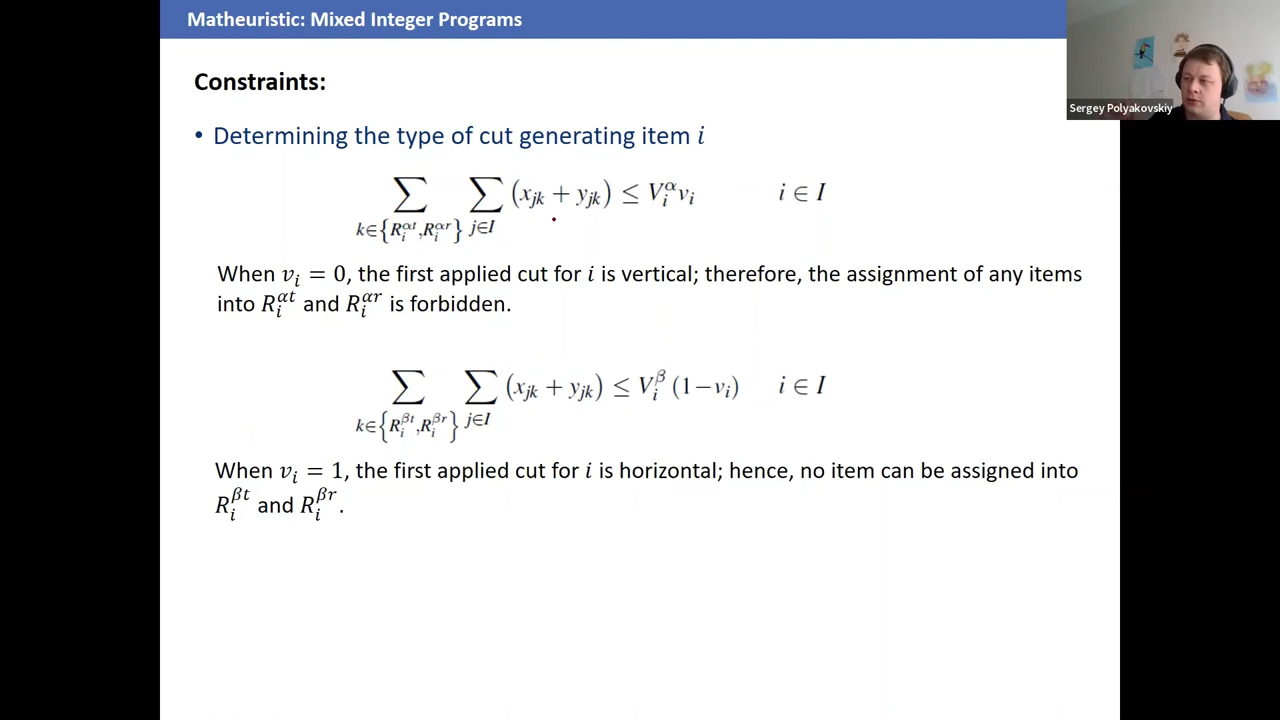 Matheuristic: Mixed Integer Programs
Sergey Polyakovskiy
Constraints:
• Determining the type of cut generating item i
∑_{k∈{R_i^{αt}, R_i^{αr}}} ∑_{j∈I} (x_{jk} + y_{jk}) ≤ V_i^α v_i i ∈ I
When v_i = 0, the first applied cut for i is vertical; therefore, the assignment of any items
into R_i^{αt} and R_i^{αr} is forbidden.
∑_{k∈{R_i^{βt}, R_i^{βr}}} ∑_{j∈I} (x_{jk} + y_{jk}) ≤ V_i^β (1−v_i) i ∈ I
When v_i = 1, the first applied cut for i is horizontal; hence, no item can be assigned into
R_i^{βt} and R_i^{βr}.